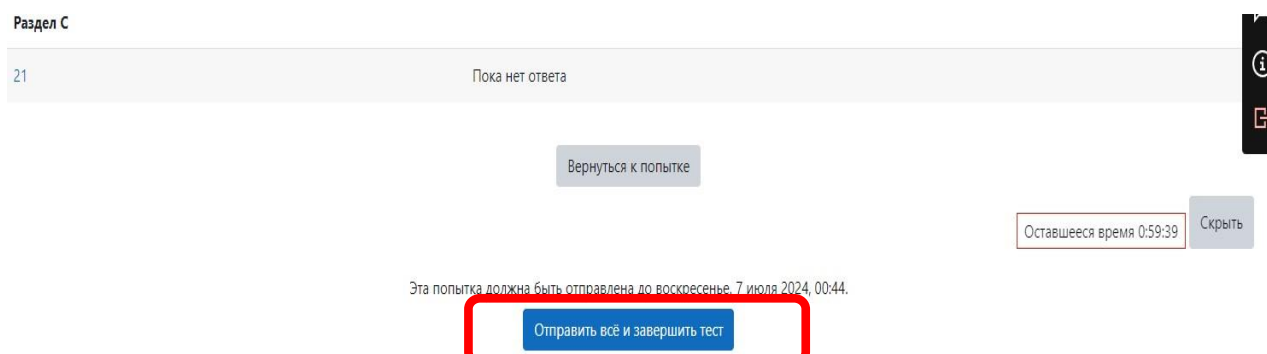 Раздел C
21 Пока нет ответа
Вернуться к попытке
Оставшееся время 0:59:39 Скрыть
Эта попытка должна быть отправлена до воскресенье, 7 июля 2024, 00:44.
Отправить всё и завершить тест